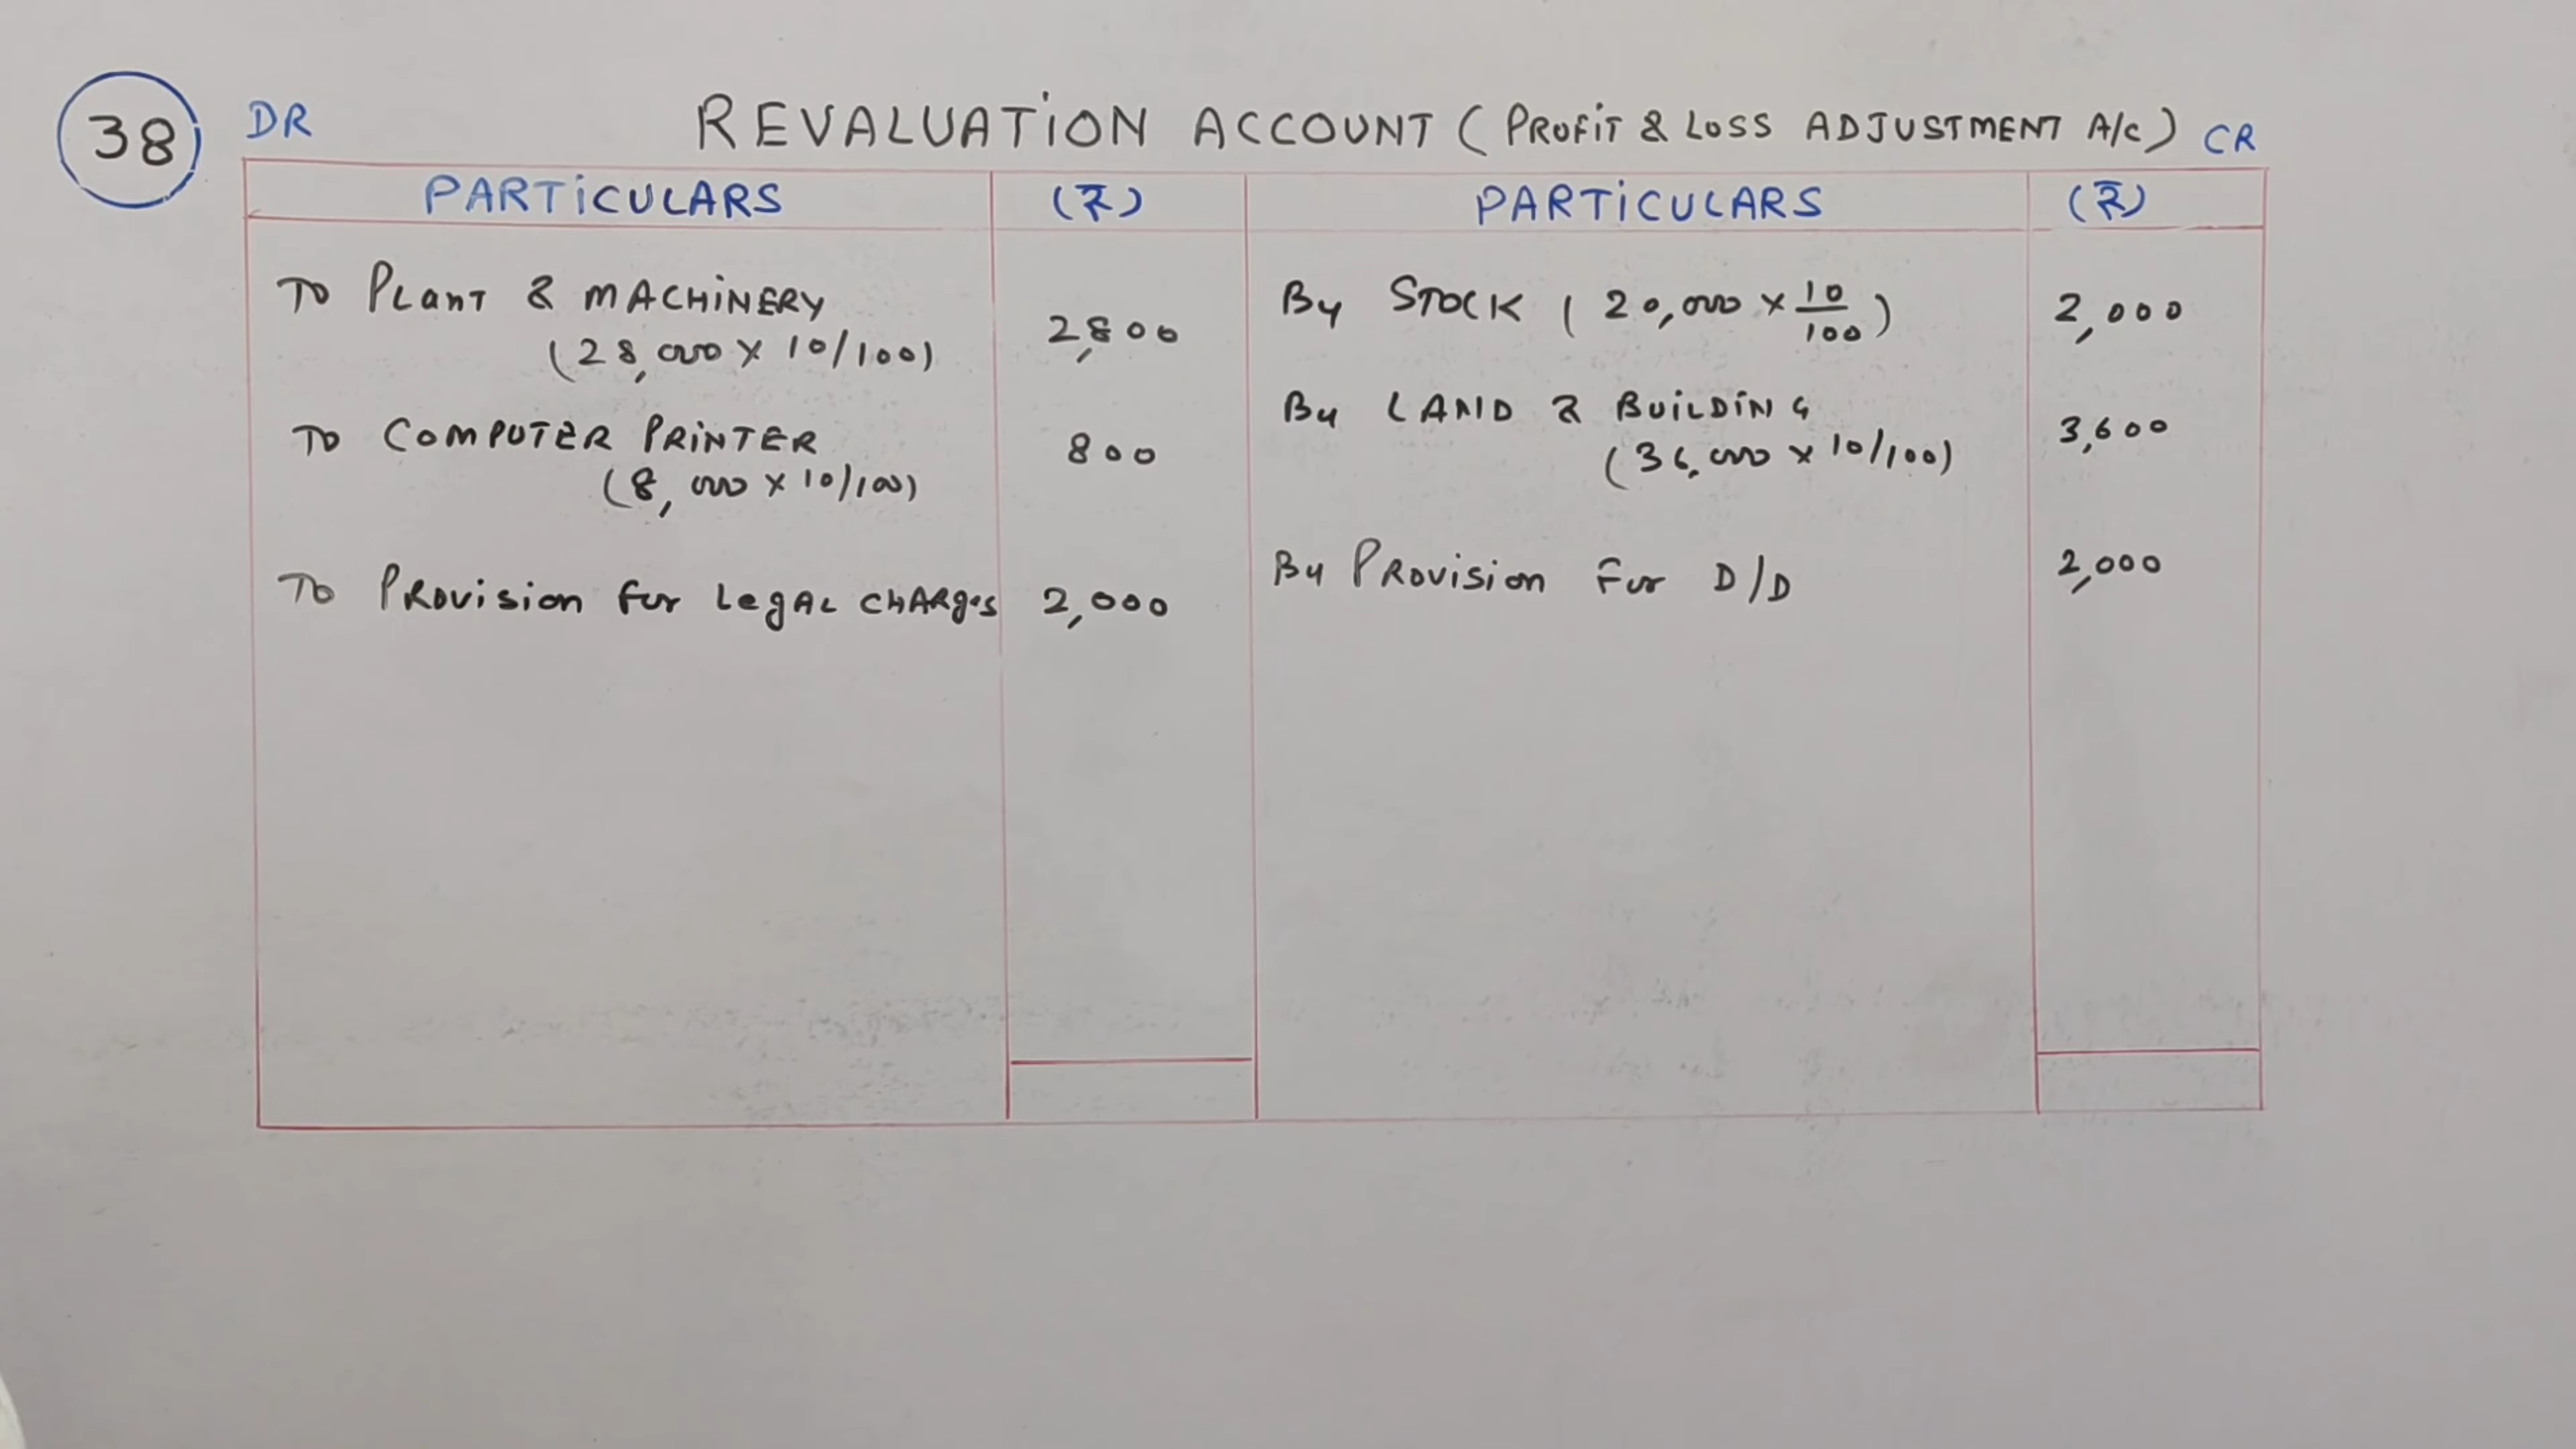 38
DR
REVALUATION ACCOUNT (PROFIT & LOSS ADJUSTMENT A/C) CR
PARTICULARS (₹) PARTICULARS (₹)
TO PLANT & MACHINERY
(28,000 X 10/100) 2,800
TO COMPUTER PRINTER
(8,000 X 10/100) 800
TO PROVISION FOR LEGAL CHARGES 2,000
By STOCK (20,000 X 10/100) 2,000
By LAND & BUILDING
(36,000 X 10/100) 3,600
By PROVISION FOR D/D 2,000